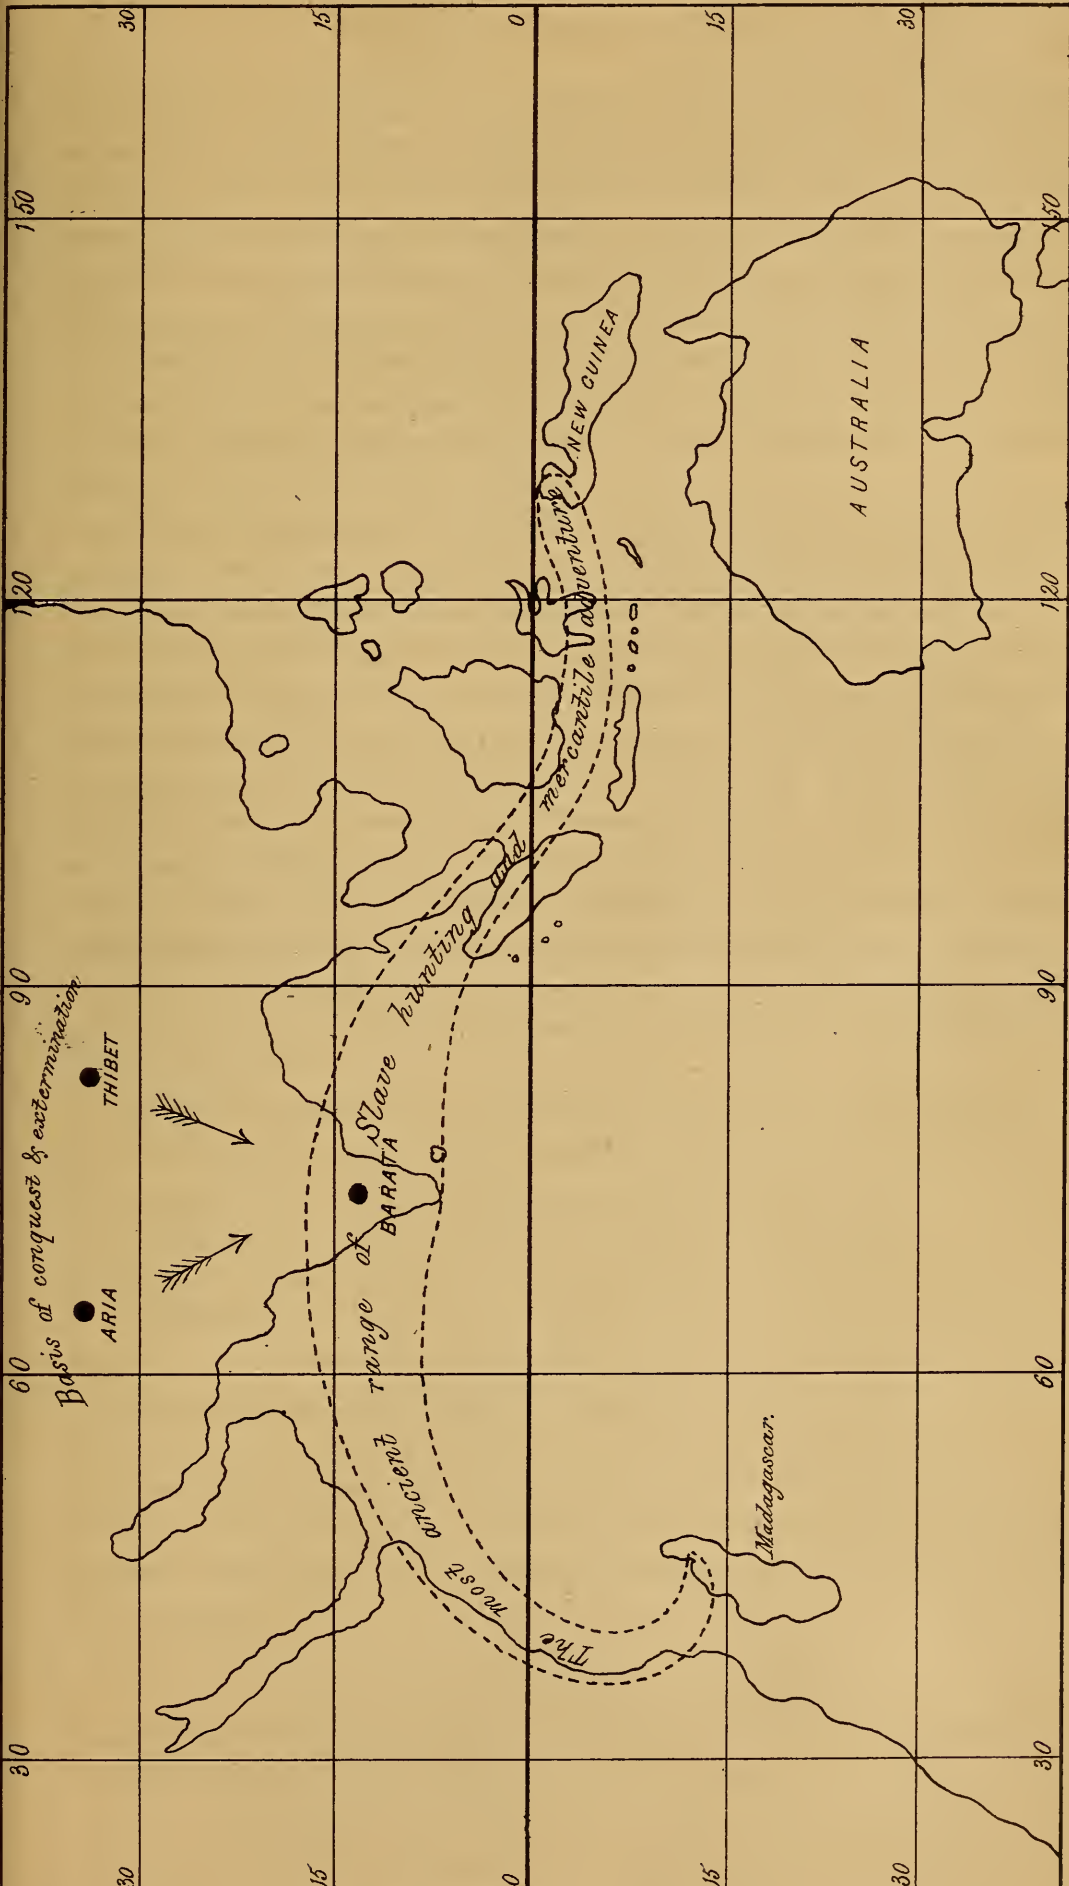 30 15 0 15 30
150 150
120 120
90 90
60 60
30 30
30 15 0 15 30
Basis of conquest & extermination
THIBET
ARIA
BARATA
The most ancient range of Slave hunting and mercantile adventure
NEW GUINEA
AUSTRALIA
Madagascar.